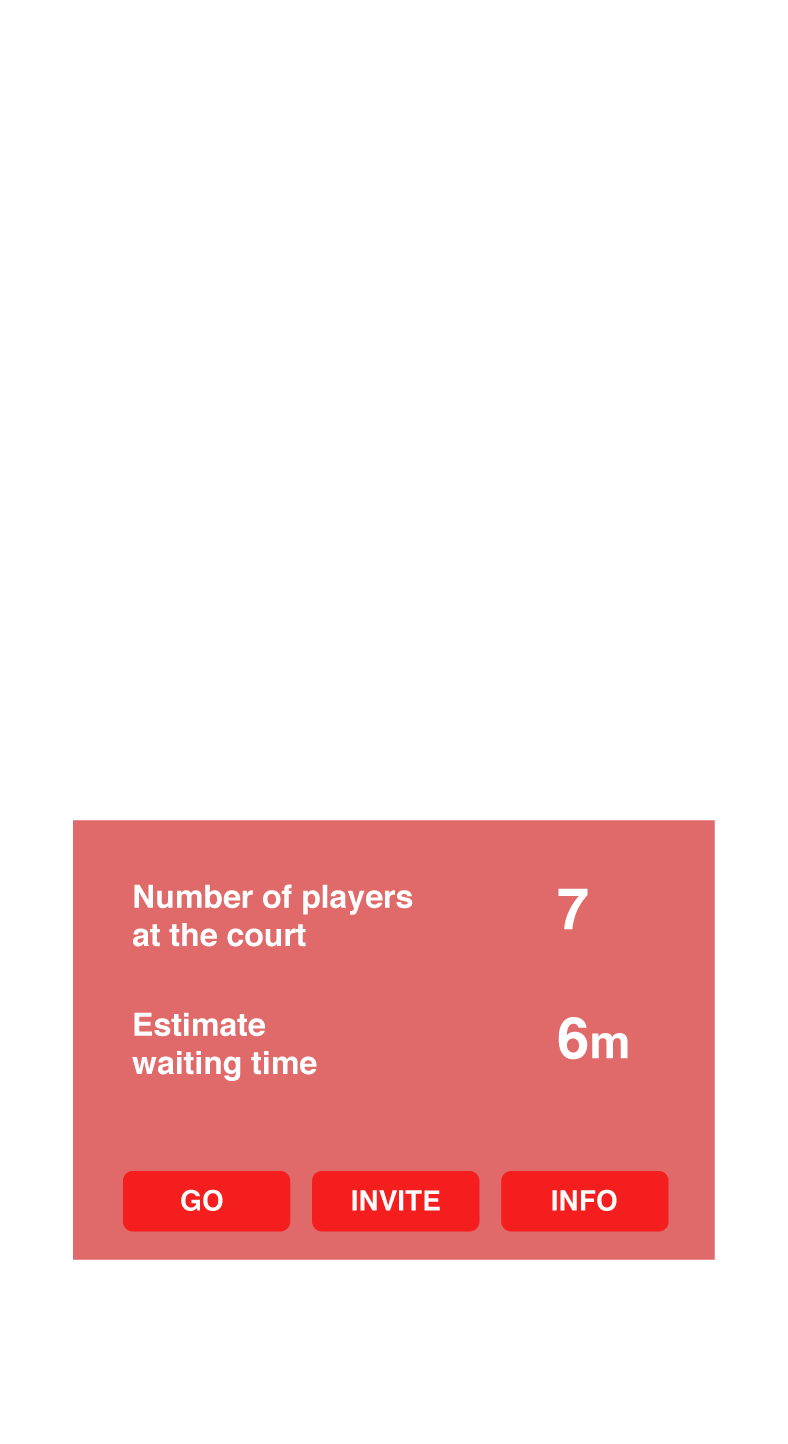 Number of players
at the court
7
Estimate
waiting time
6m
GO
INVITE
INFO